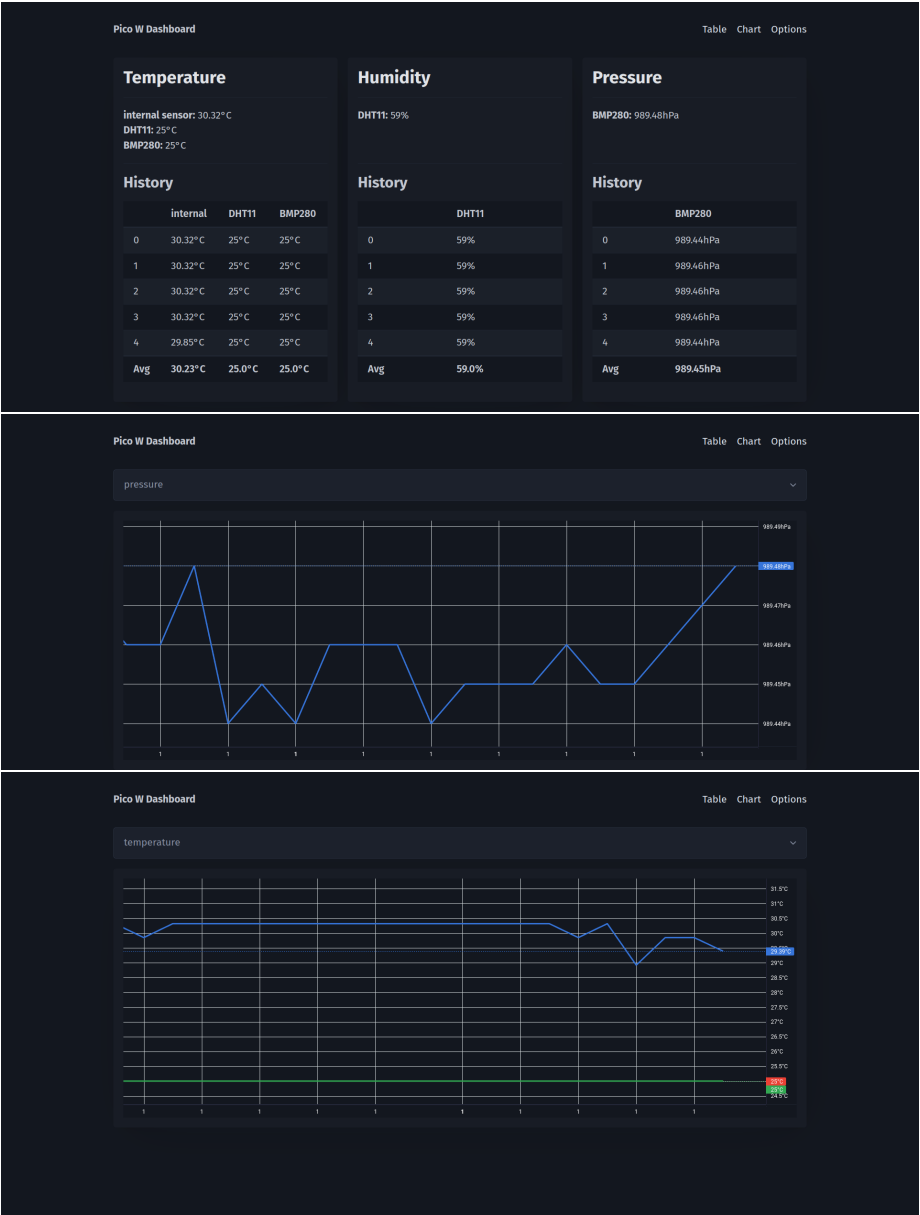 Pico W Dashboard
Table Chart Options
Temperature
internal sensor: 30.32°C
DHT11: 25°C
BMP280: 25°C
History
internal DHT11 BMP280
0 30.32°C 25°C 25°C
1 30.32°C 25°C 25°C
2 30.32°C 25°C 25°C
3 30.32°C 25°C 25°C
4 29.85°C 25°C 25°C
Avg 30.23°C 25.0°C 25.0°C
Humidity
DHT11: 59%
History
DHT11
0 59%
1 59%
2 59%
3 59%
4 59%
Avg 59.0%
Pressure
BMP280: 989.48hPa
History
BMP280
0 989.44hPa
1 989.46hPa
2 989.46hPa
3 989.46hPa
4 989.44hPa
Avg 989.45hPa
Pico W Dashboard
Table Chart Options
pressure
989.49hPa
989.48hPa
989.47hPa
989.46hPa
989.45hPa
989.44hPa
1 1 1 1 1 1 1 1 1
Pico W Dashboard
Table Chart Options
temperature
31.5°C
31°C
30.5°C
30°C
29.39°C
29°C
28.5°C
28°C
27.5°C
27°C
26.5°C
26°C
25.5°C
25°C
25°C
24.5°C
1 1 1 1 1 1 1 1 1 1